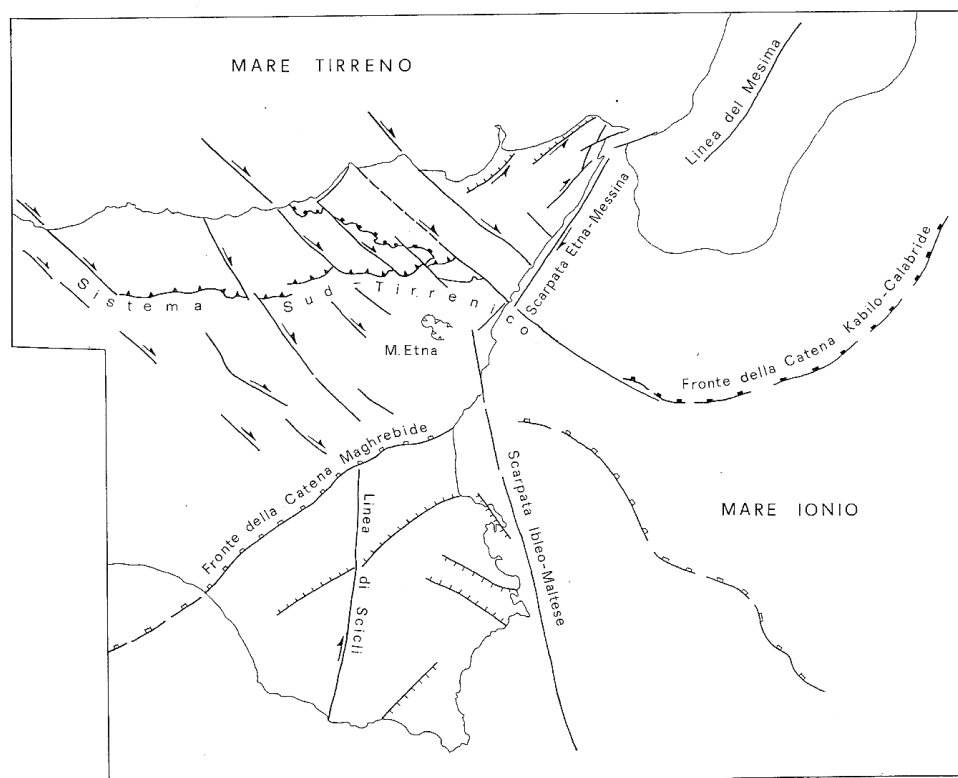 MARE TIRRENO
Linea del Mesima
Scarpata Etna-Messina
Sistema Sud-Tirrenico
M. Etna
Fronte della Catena Kabilo-Calabride
Fronte della Catena Maghrebide
Scarpata Ibleo-Maltese
MARE IONIO
Linea di Scicli